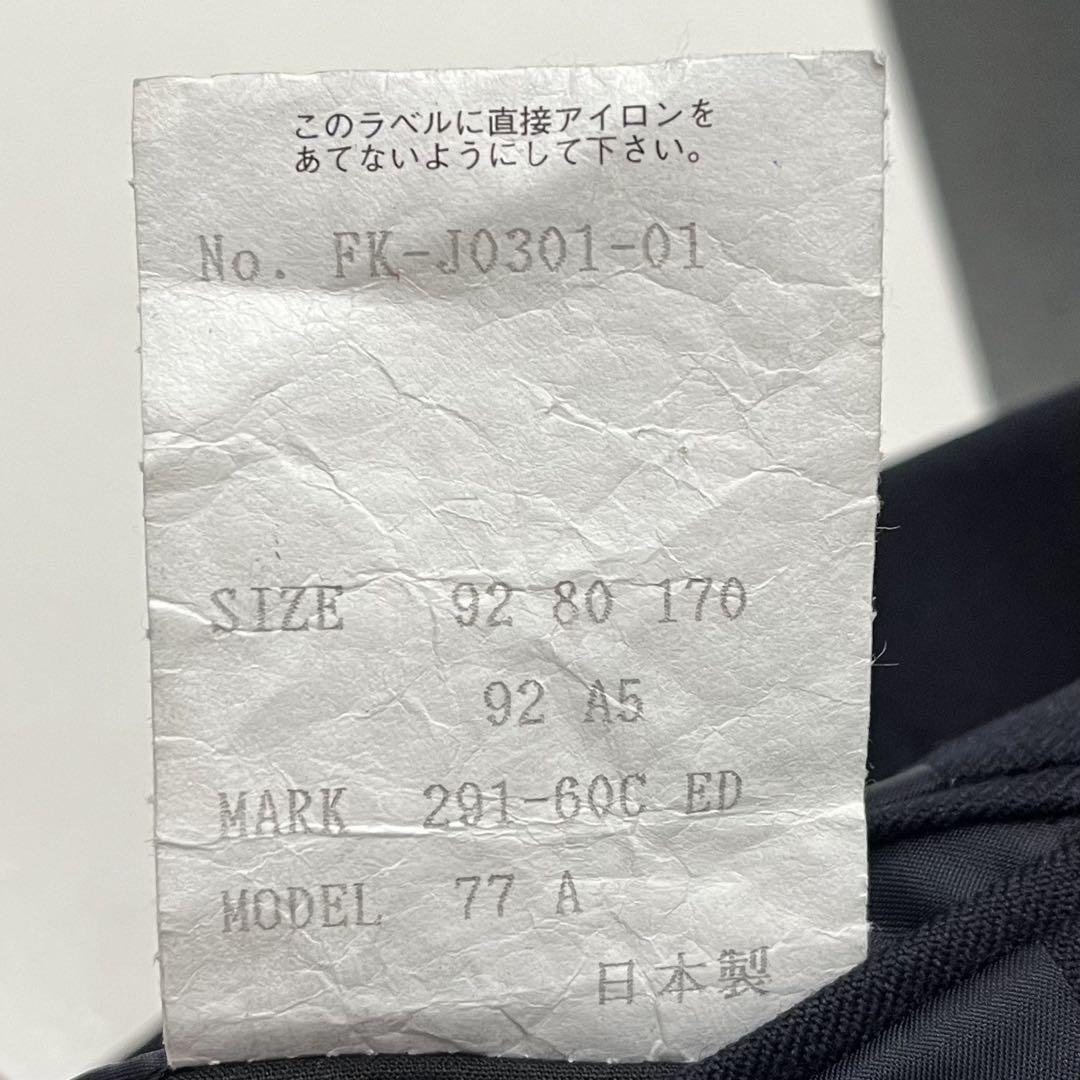 このラベルに直接アイロンを
あてないようにして下さい。
No. FK-J0301-01
SIZE 92 80 170
92 A5
MARK 291-60C ED
MODEL 77 A
日本製